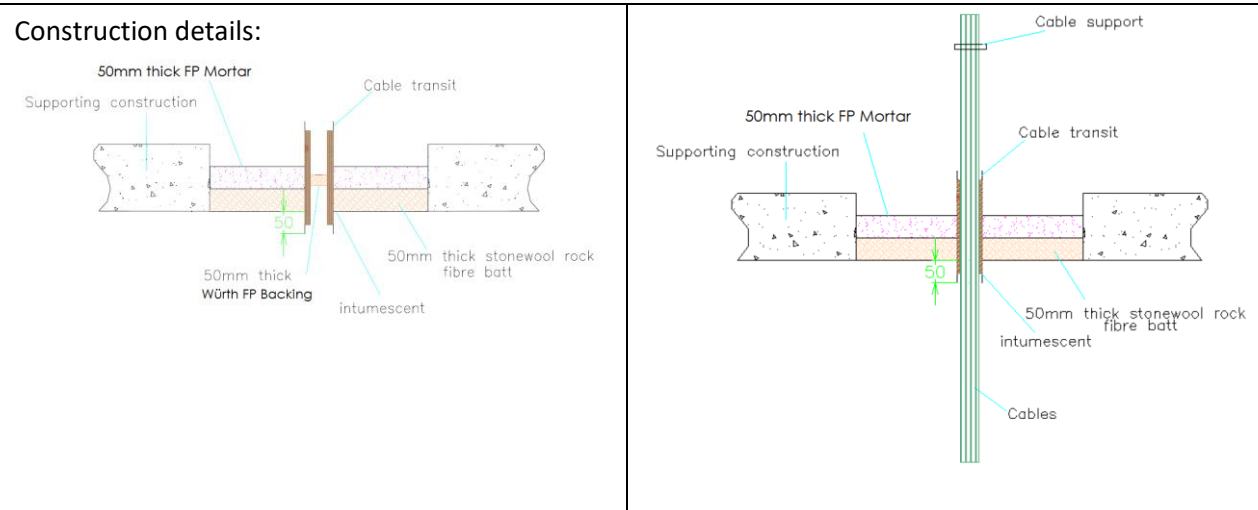 Construction details:
50mm thick FP Mortar
Cable transit
Supporting construction
50
50mm thick stonewool rock
fibre batt
50mm thick
Würth FP Backing
intumescent
Cable support
50mm thick FP Mortar
Cable transit
Supporting construction
50
50mm thick stonewool rock
fibre batt
intumescent
Cables